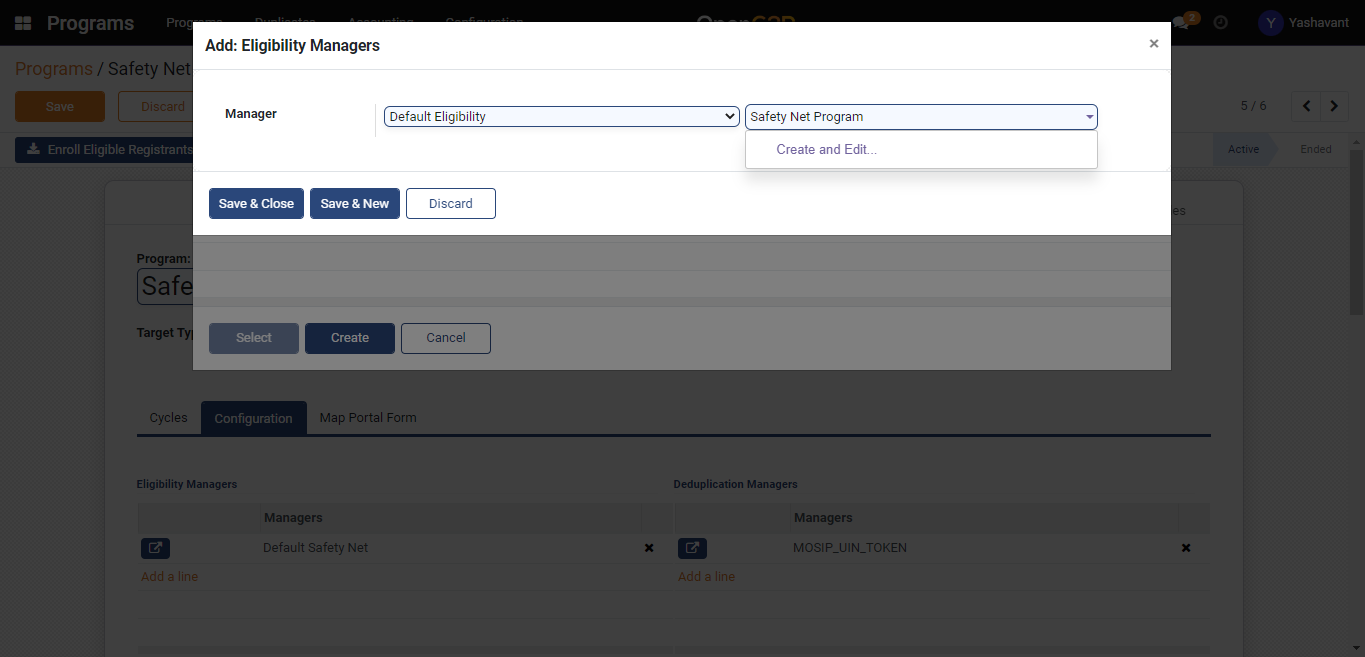 Programs
Programs Duplicates Accounting Configuration
OpenG2P
2
Y Yashavant
Add: Eligibility Managers ×
Programs / Safety Net
Save Discard
5 / 6
Manager Default Eligibility Safety Net Program
Create and Edit...
Enroll Eligible Registrants
Active Ended
Save & Close Save & New Discard
es
Program:
Safe
Target Typ
Select Create Cancel
Cycles Configuration Map Portal Form
Eligibility Managers Deduplication Managers
Managers Managers
Default Safety Net MOSIP_UIN_TOKEN
Add a line Add a line